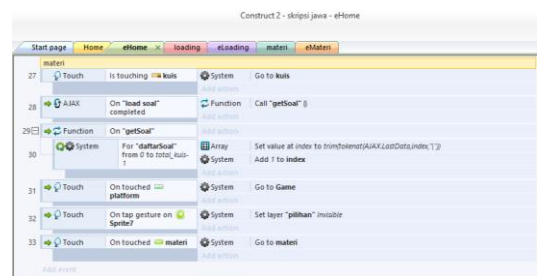 Construct 2 - skripsi jawa - eHome
Start page Home eHome × loading eLoading materi eMateri
materi
27 Touch Is touching kuis System Go to kuis
Add action
28 AJAX On "load soal" completed Function Call "getSoal" ()
Add action
29 Function On "getSoal" Add action
30 System For "daftarSoal" from 0 to total_kuis-1 Array Set value at index to trim(tokenat(AJAX.LastData,index,"|"))
System Add 1 to index
Add action
31 Touch On touched platform System Go to Game
Add action
32 Touch On tap gesture on Sprite7 System Set layer "pilihan" Invisible
Add action
33 Touch On touched materi System Go to materi
Add action
Add event